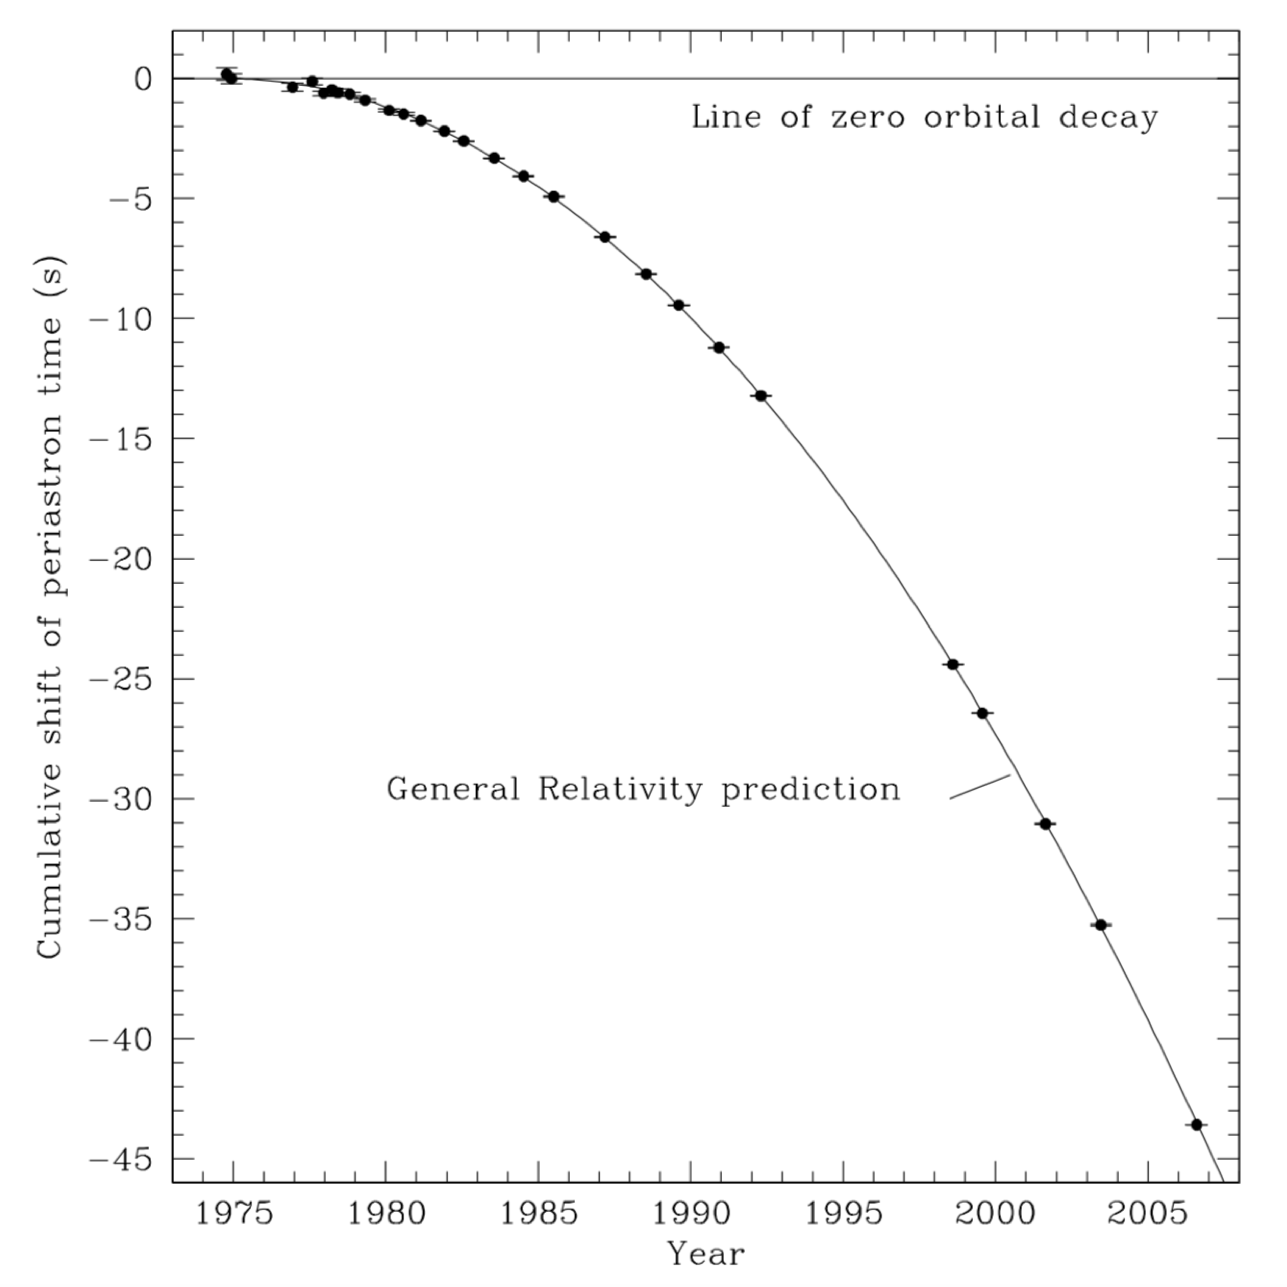 0
Line of zero orbital decay
−5
−10
−15
−20
−25
General Relativity prediction
−30
−35
−40
−45
Cumulative shift of periastron time (s)
1975 1980 1985 1990 1995 2000 2005
Year